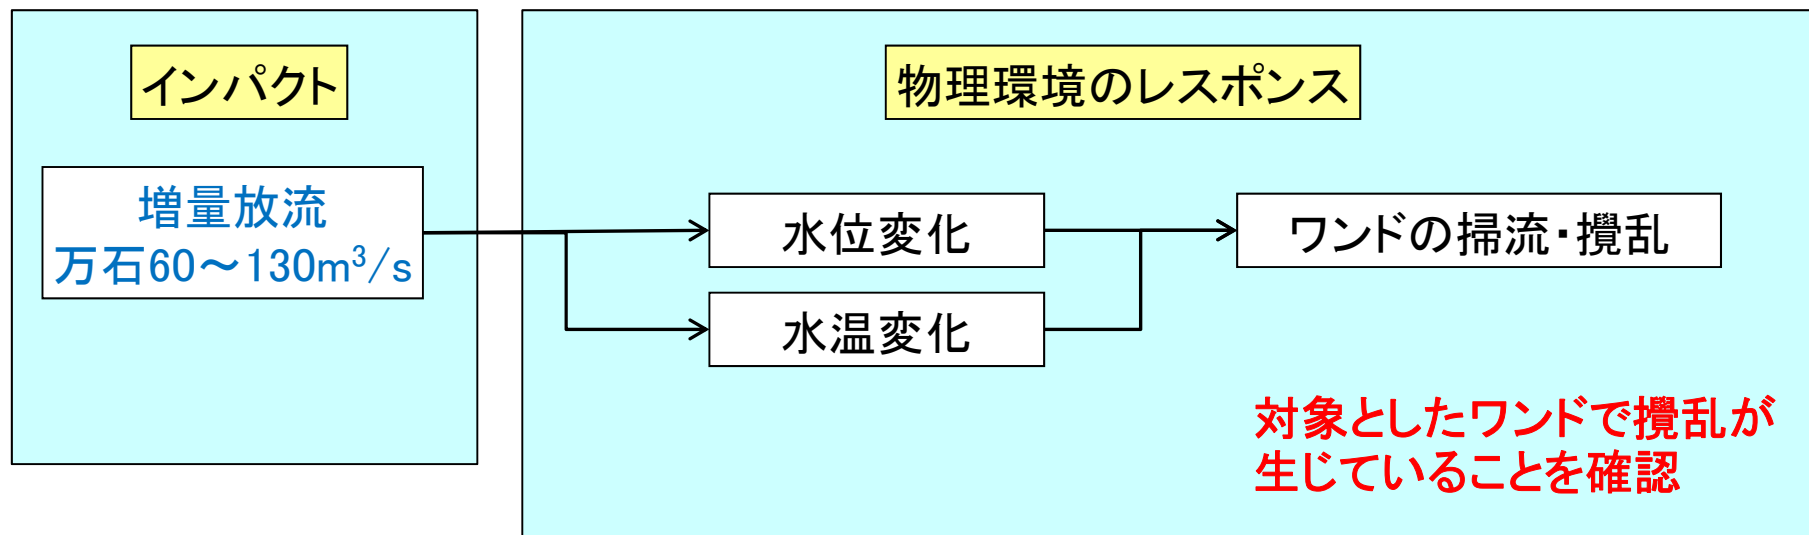 インパクト
増量放流
万石60～130m³/s
物理環境のレスポンス
水位変化
水温変化
ワンドの掃流・攪乱
対象としたワンドで攪乱が
生じていることを確認